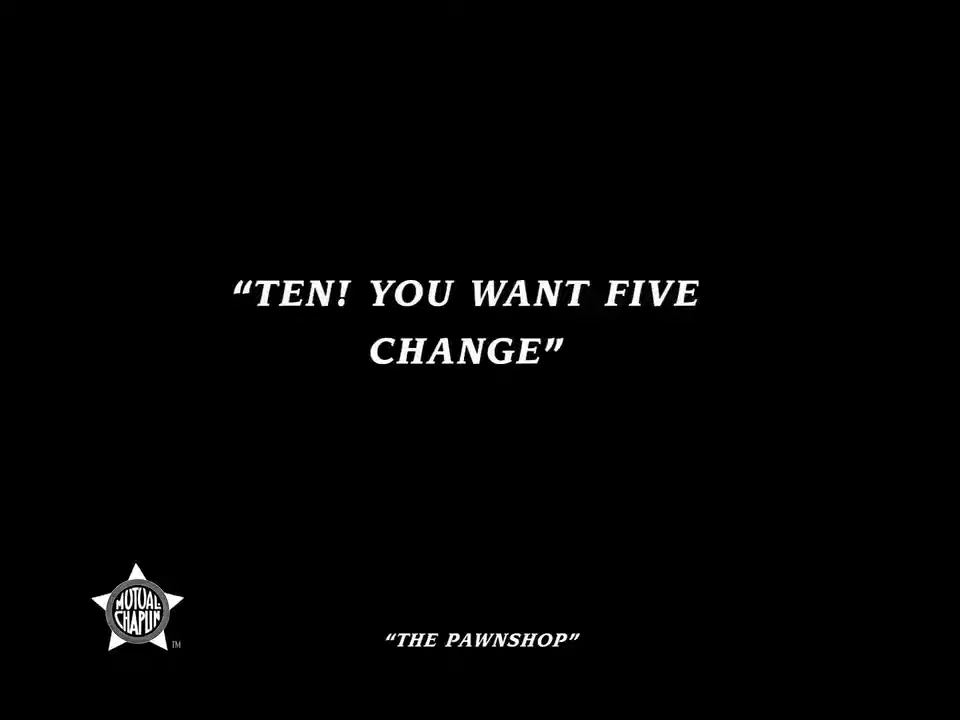 “TEN! YOU WANT FIVE
CHANGE”
MUTUAL-
CHAPLIN
TM
“THE PAWNSHOP”